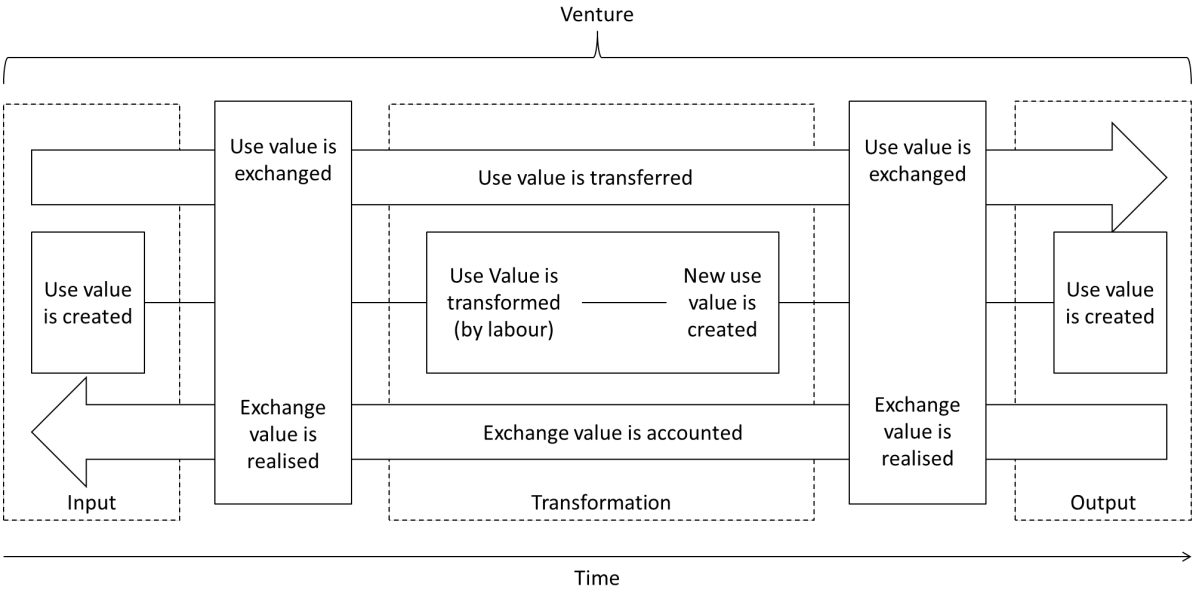 Venture
Use value is
exchanged
Use value is transferred
Use value is
exchanged
Use value
is created
Use Value is
transformed
(by labour)
New use
value is
created
Use value
is created
Exchange
value is
realised
Exchange value is accounted
Exchange
value is
realised
Input
Transformation
Output
Time